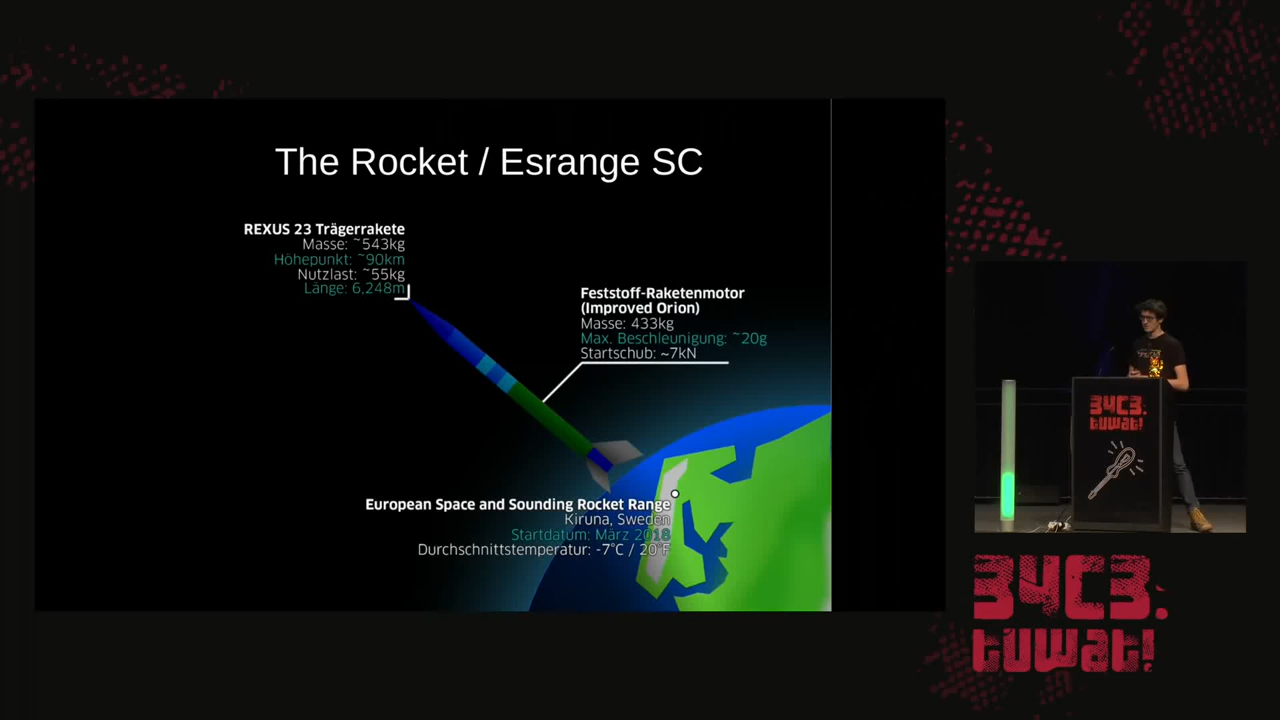 The Rocket / Esrange SC
REXUS 23 Trägerrakete
Masse: ~543kg
Höhepunkt: ~90km
Nutzlast: ~55kg
Länge: 6,248m
Feststoff-Raketenmotor
(Improved Orion)
Masse: 433kg
Max. Beschleunigung: ~20g
Startschub: ~7kN
European Space and Sounding Rocket Range
Kiruna, Sweden
Startdatum: März 2018
Durchschnittstemperatur: -7°C / 20°F
34C3.
tuwat!
34C3.
tuwat!